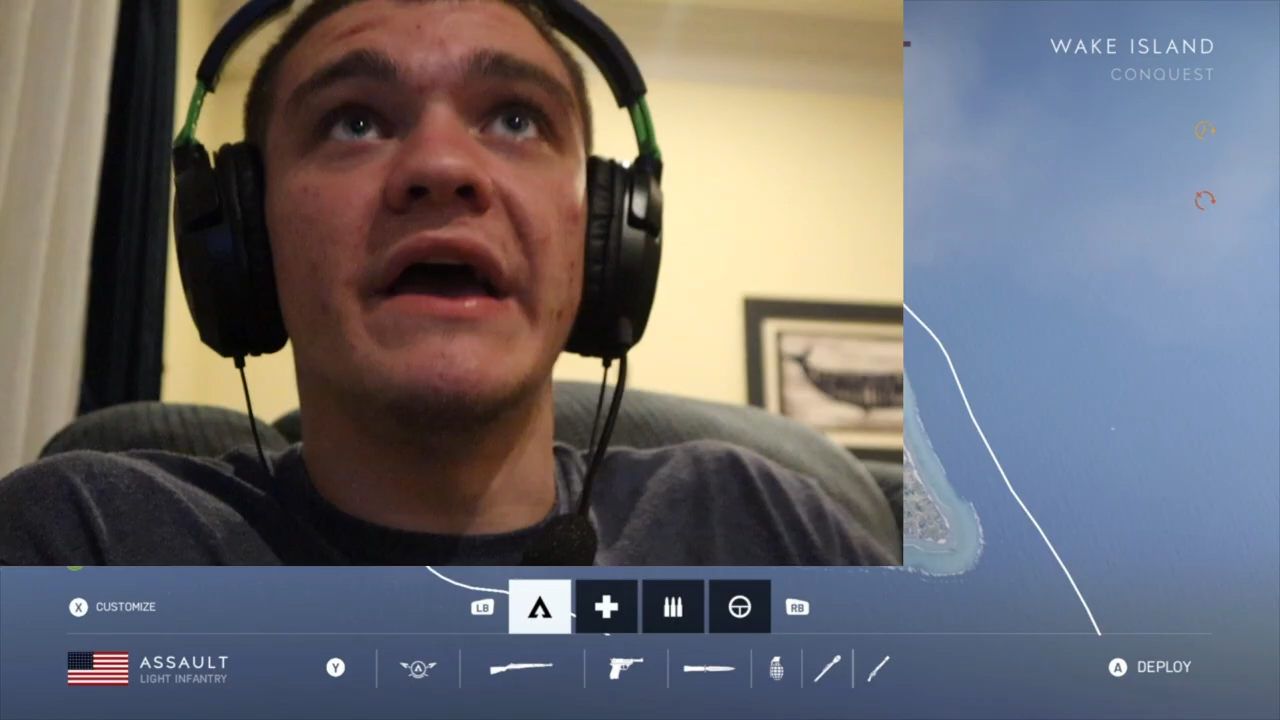 WAKE ISLAND
CONQUEST
X CUSTOMIZE
LB
RB
ASSAULT
LIGHT INFANTRY
Y
A DEPLOY